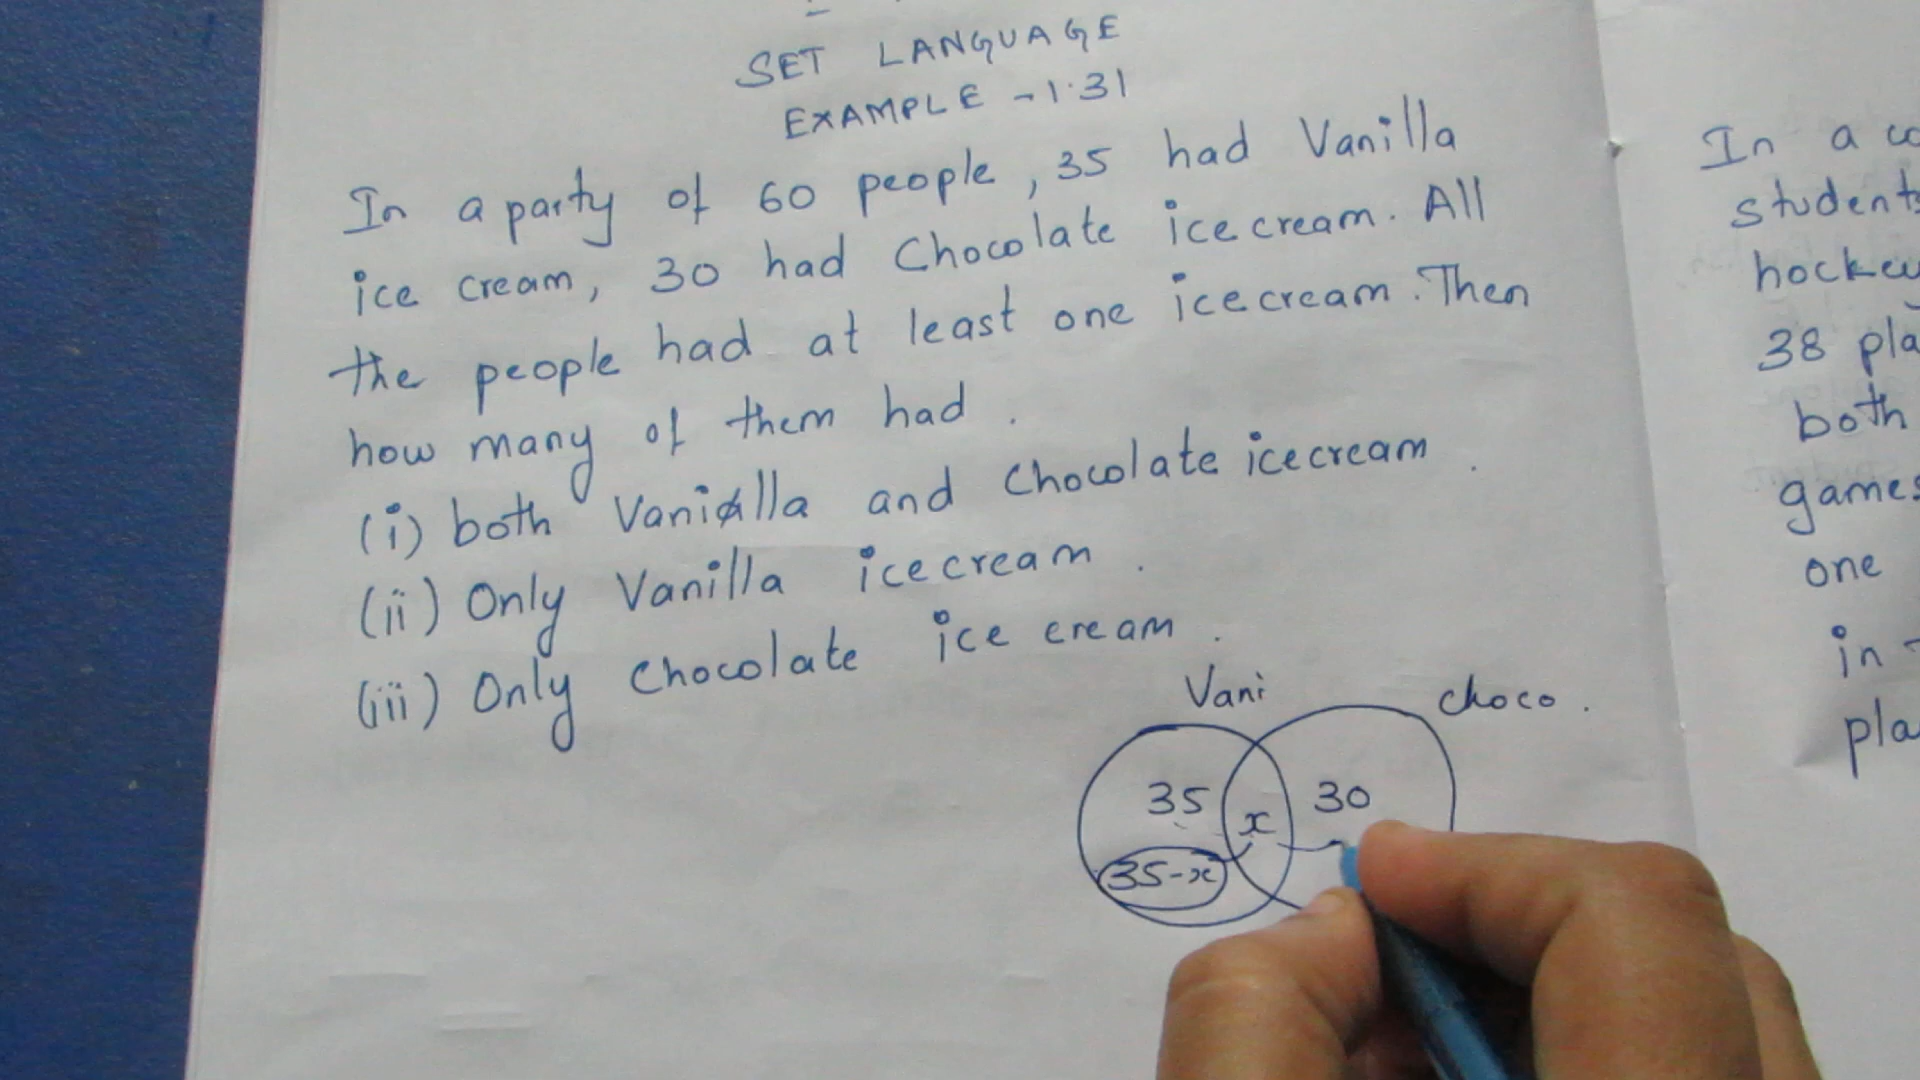 SET LANGUAGE
EXAMPLE - 1.31
In a party of 60 people, 35 had Vanilla
ice cream, 30 had Chocolate icecream. All
the people had at least one icecream. Then
how many of them had.
(i) both Vanialla and Chocolate icecream.
(ii) Only Vanilla icecream.
(iii) Only Chocolate ice cream.
Vani choco.
35 x 30
35-x
In a co
students
hockey
38 pla
both
games
one
in
pla